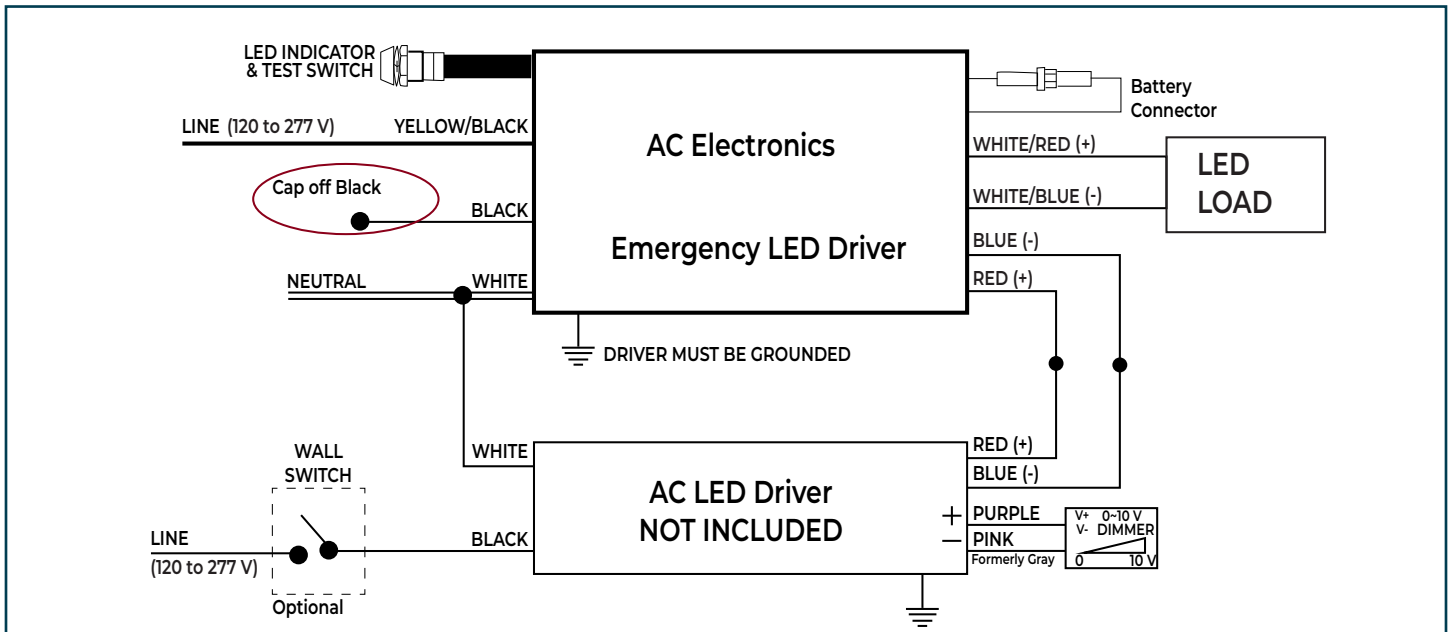 LED INDICATOR
& TEST SWITCH
Battery
Connector
LINE (120 to 277 V)
YELLOW/BLACK
AC Electronics
WHITE/RED (+)
LED
LOAD
Cap off Black
BLACK
WHITE/BLUE (-)
Emergency LED Driver
BLUE (-)
NEUTRAL
WHITE
RED (+)
DRIVER MUST BE GROUNDED
WALL
SWITCH
WHITE
RED (+)
AC LED Driver
NOT INCLUDED
BLUE (-)
+ PURPLE
− PINK
Formerly Gray
V+ 0~10 V
V- DIMMER
0 10 V
LINE
(120 to 277 V)
BLACK
Optional